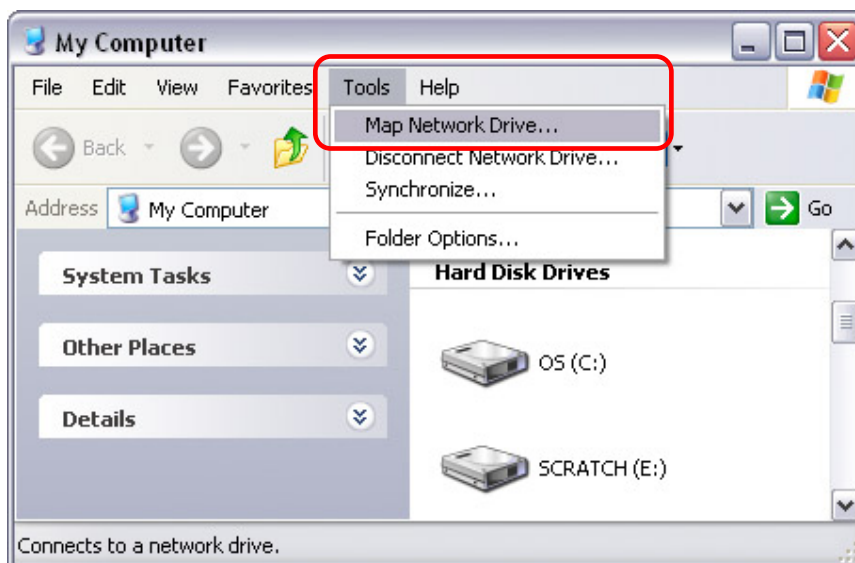 My Computer
File Edit View Favorites Tools Help
Map Network Drive...
Back
Disconnect Network Drive...
Synchronize...
Address My Computer Go
Folder Options...
System Tasks Hard Disk Drives
Other Places
OS (C:)
Details
SCRATCH (E:)
Connects to a network drive.